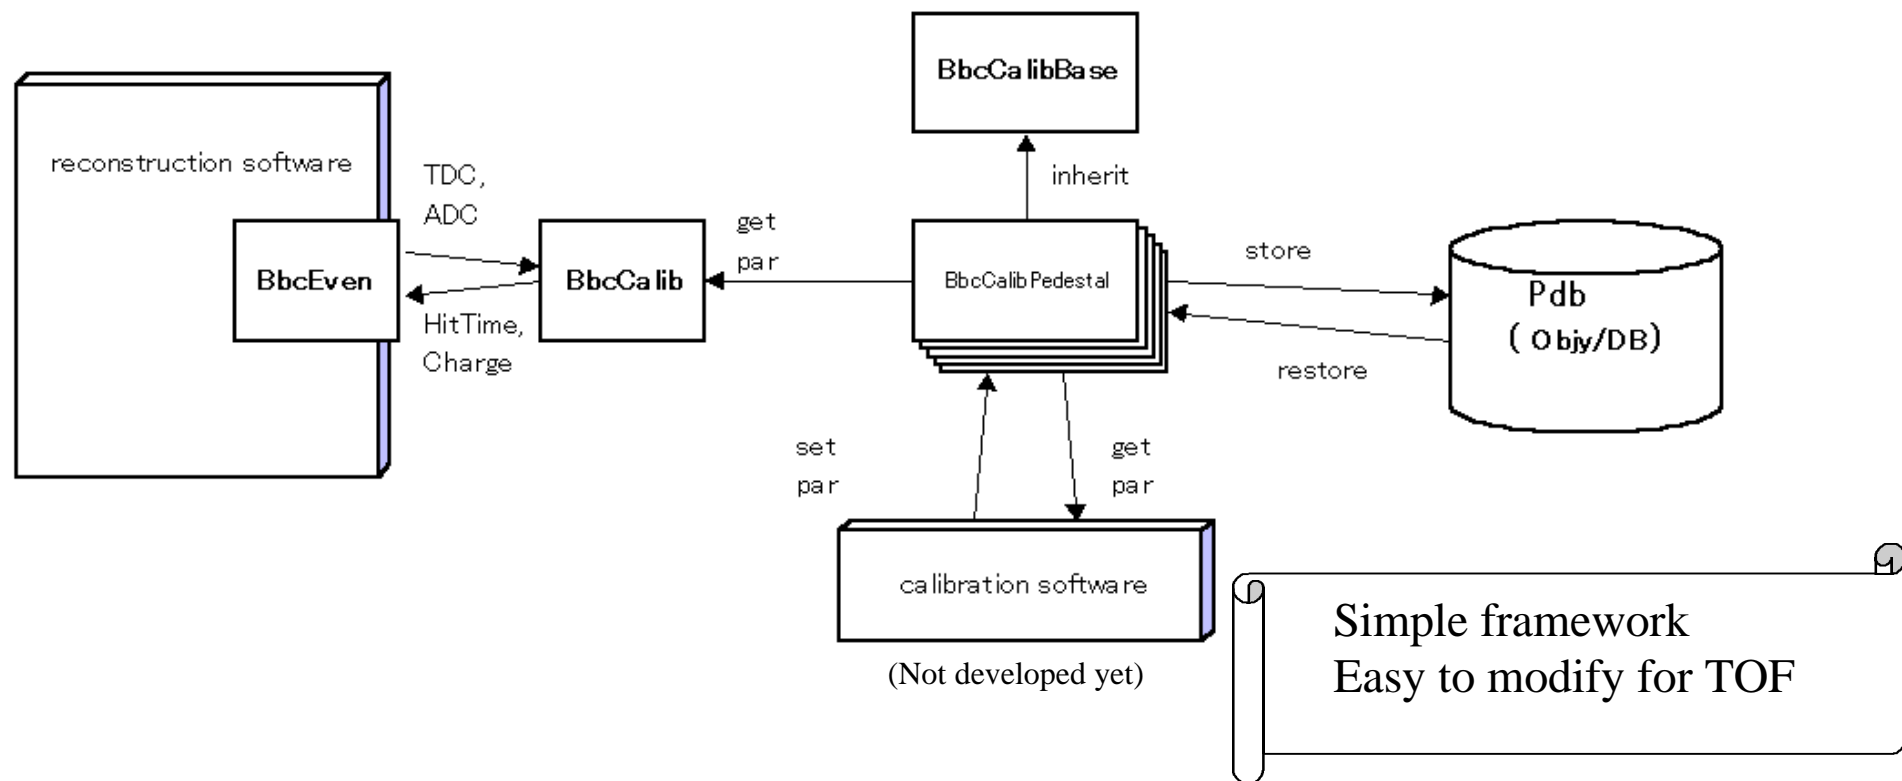 BbcCalibBase
reconstruction software
TDC,
ADC
inherit
get
par
store
BbcEven
BbcCalib
BbcCalibPedestal
Pdb
( Objy/DB)
HitTime,
Charge
restore
set
par
get
par
calibration software
(Not developed yet)
Simple framework
Easy to modify for TOF